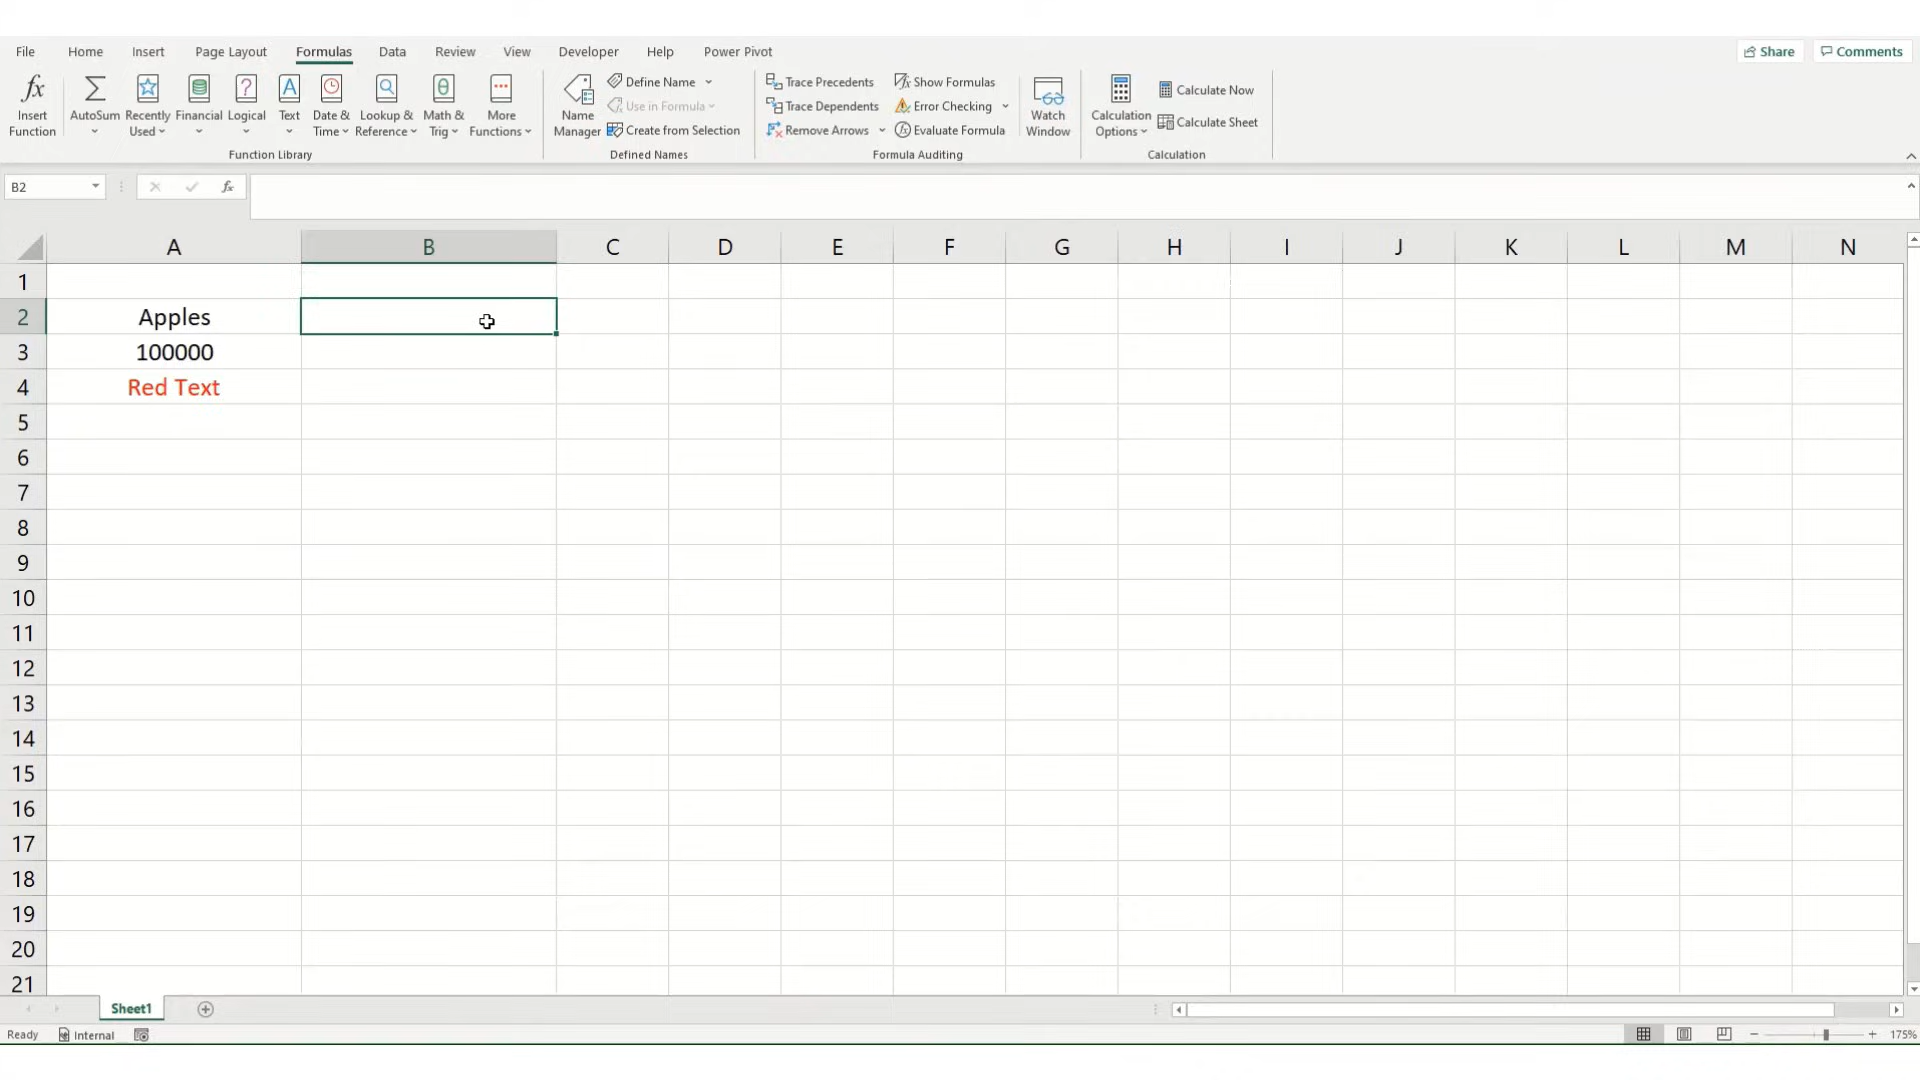 File Home Insert Page Layout Formulas Data Review View Developer Help Power Pivot Share Comments
fx Insert Function
AutoSum
Recently Used
Financial
Logical
Text
Date & Time
Lookup & Reference
Math & Trig
More Functions
Function Library
Name Manager
Define Name
Use in Formula
Create from Selection
Defined Names
Trace Precedents
Trace Dependents
Remove Arrows
Show Formulas
Error Checking
Evaluate Formula
Formula Auditing
Watch Window
Calculation Options
Calculate Now
Calculate Sheet
Calculation
B2 fx
A B C D E F G H I J K L M N
1
2 Apples
3 100000
4 Red Text
5
6
7
8
9
10
11
12
13
14
15
16
17
18
19
20
21
Sheet1
Ready Internal 175%